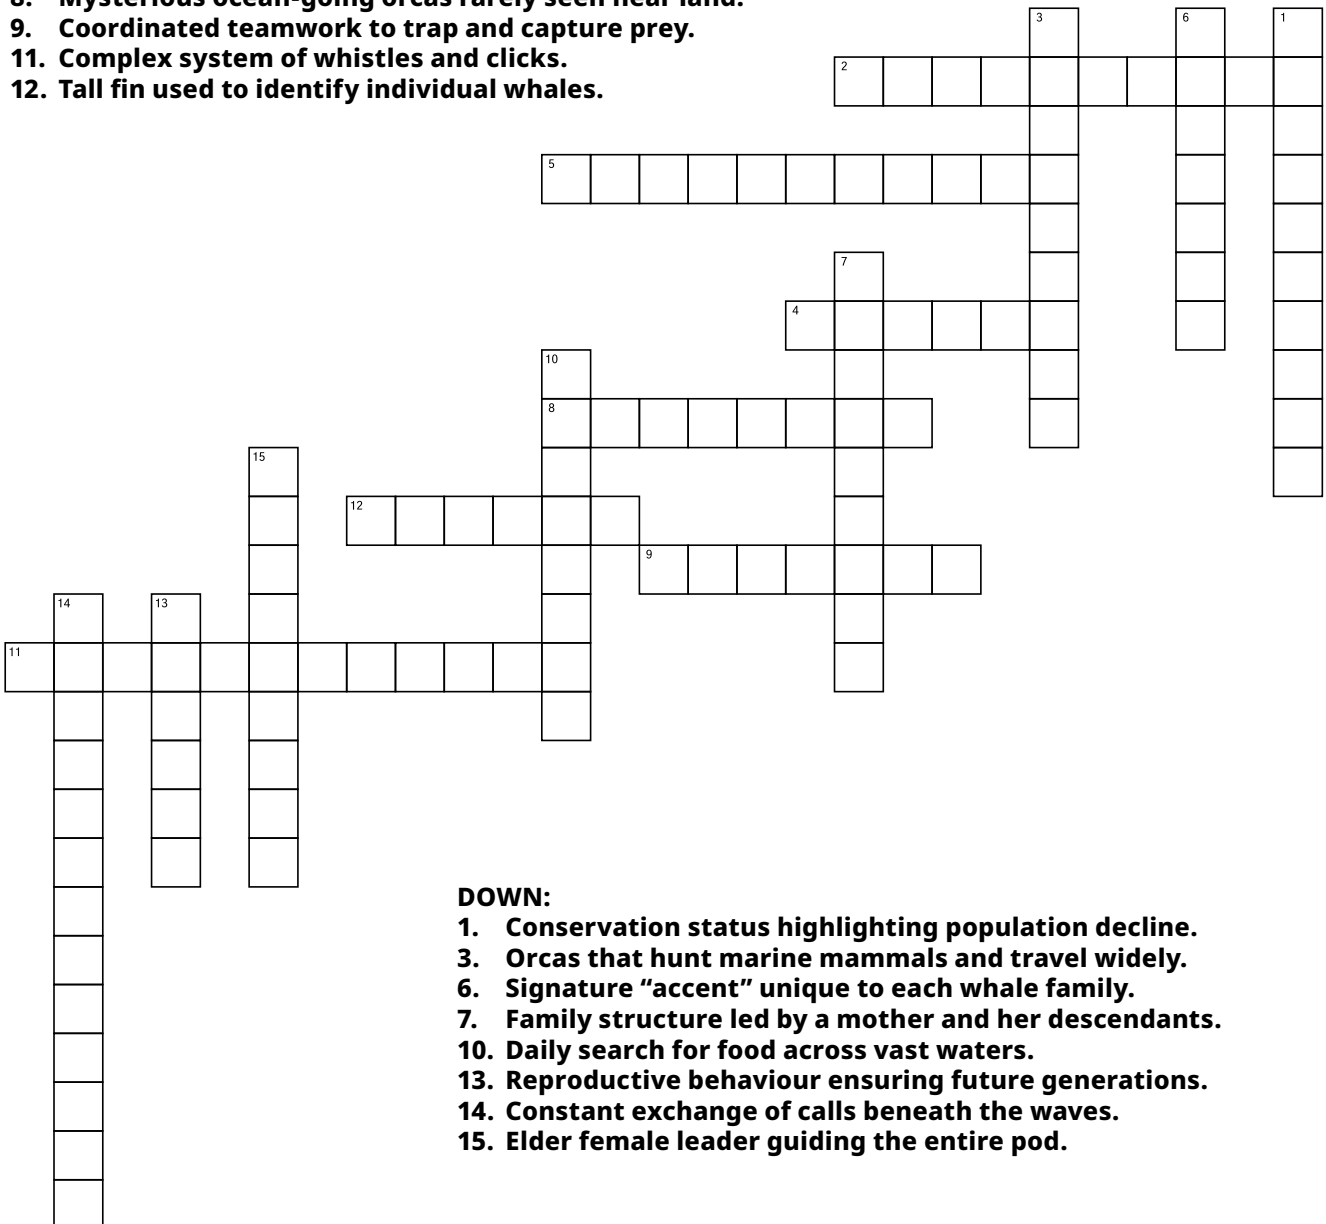 8. Mysterious ocean-going orcas rarely seen near land.
9. Coordinated teamwork to trap and capture prey.
11. Complex system of whistles and clicks.
12. Tall fin used to identify individual whales.
3
6
1
2
5
7
4
10
8
15
12
9
14
13
11
DOWN:
1. Conservation status highlighting population decline.
3. Orcas that hunt marine mammals and travel widely.
6. Signature “accent” unique to each whale family.
7. Family structure led by a mother and her descendants.
10. Daily search for food across vast waters.
13. Reproductive behaviour ensuring future generations.
14. Constant exchange of calls beneath the waves.
15. Elder female leader guiding the entire pod.